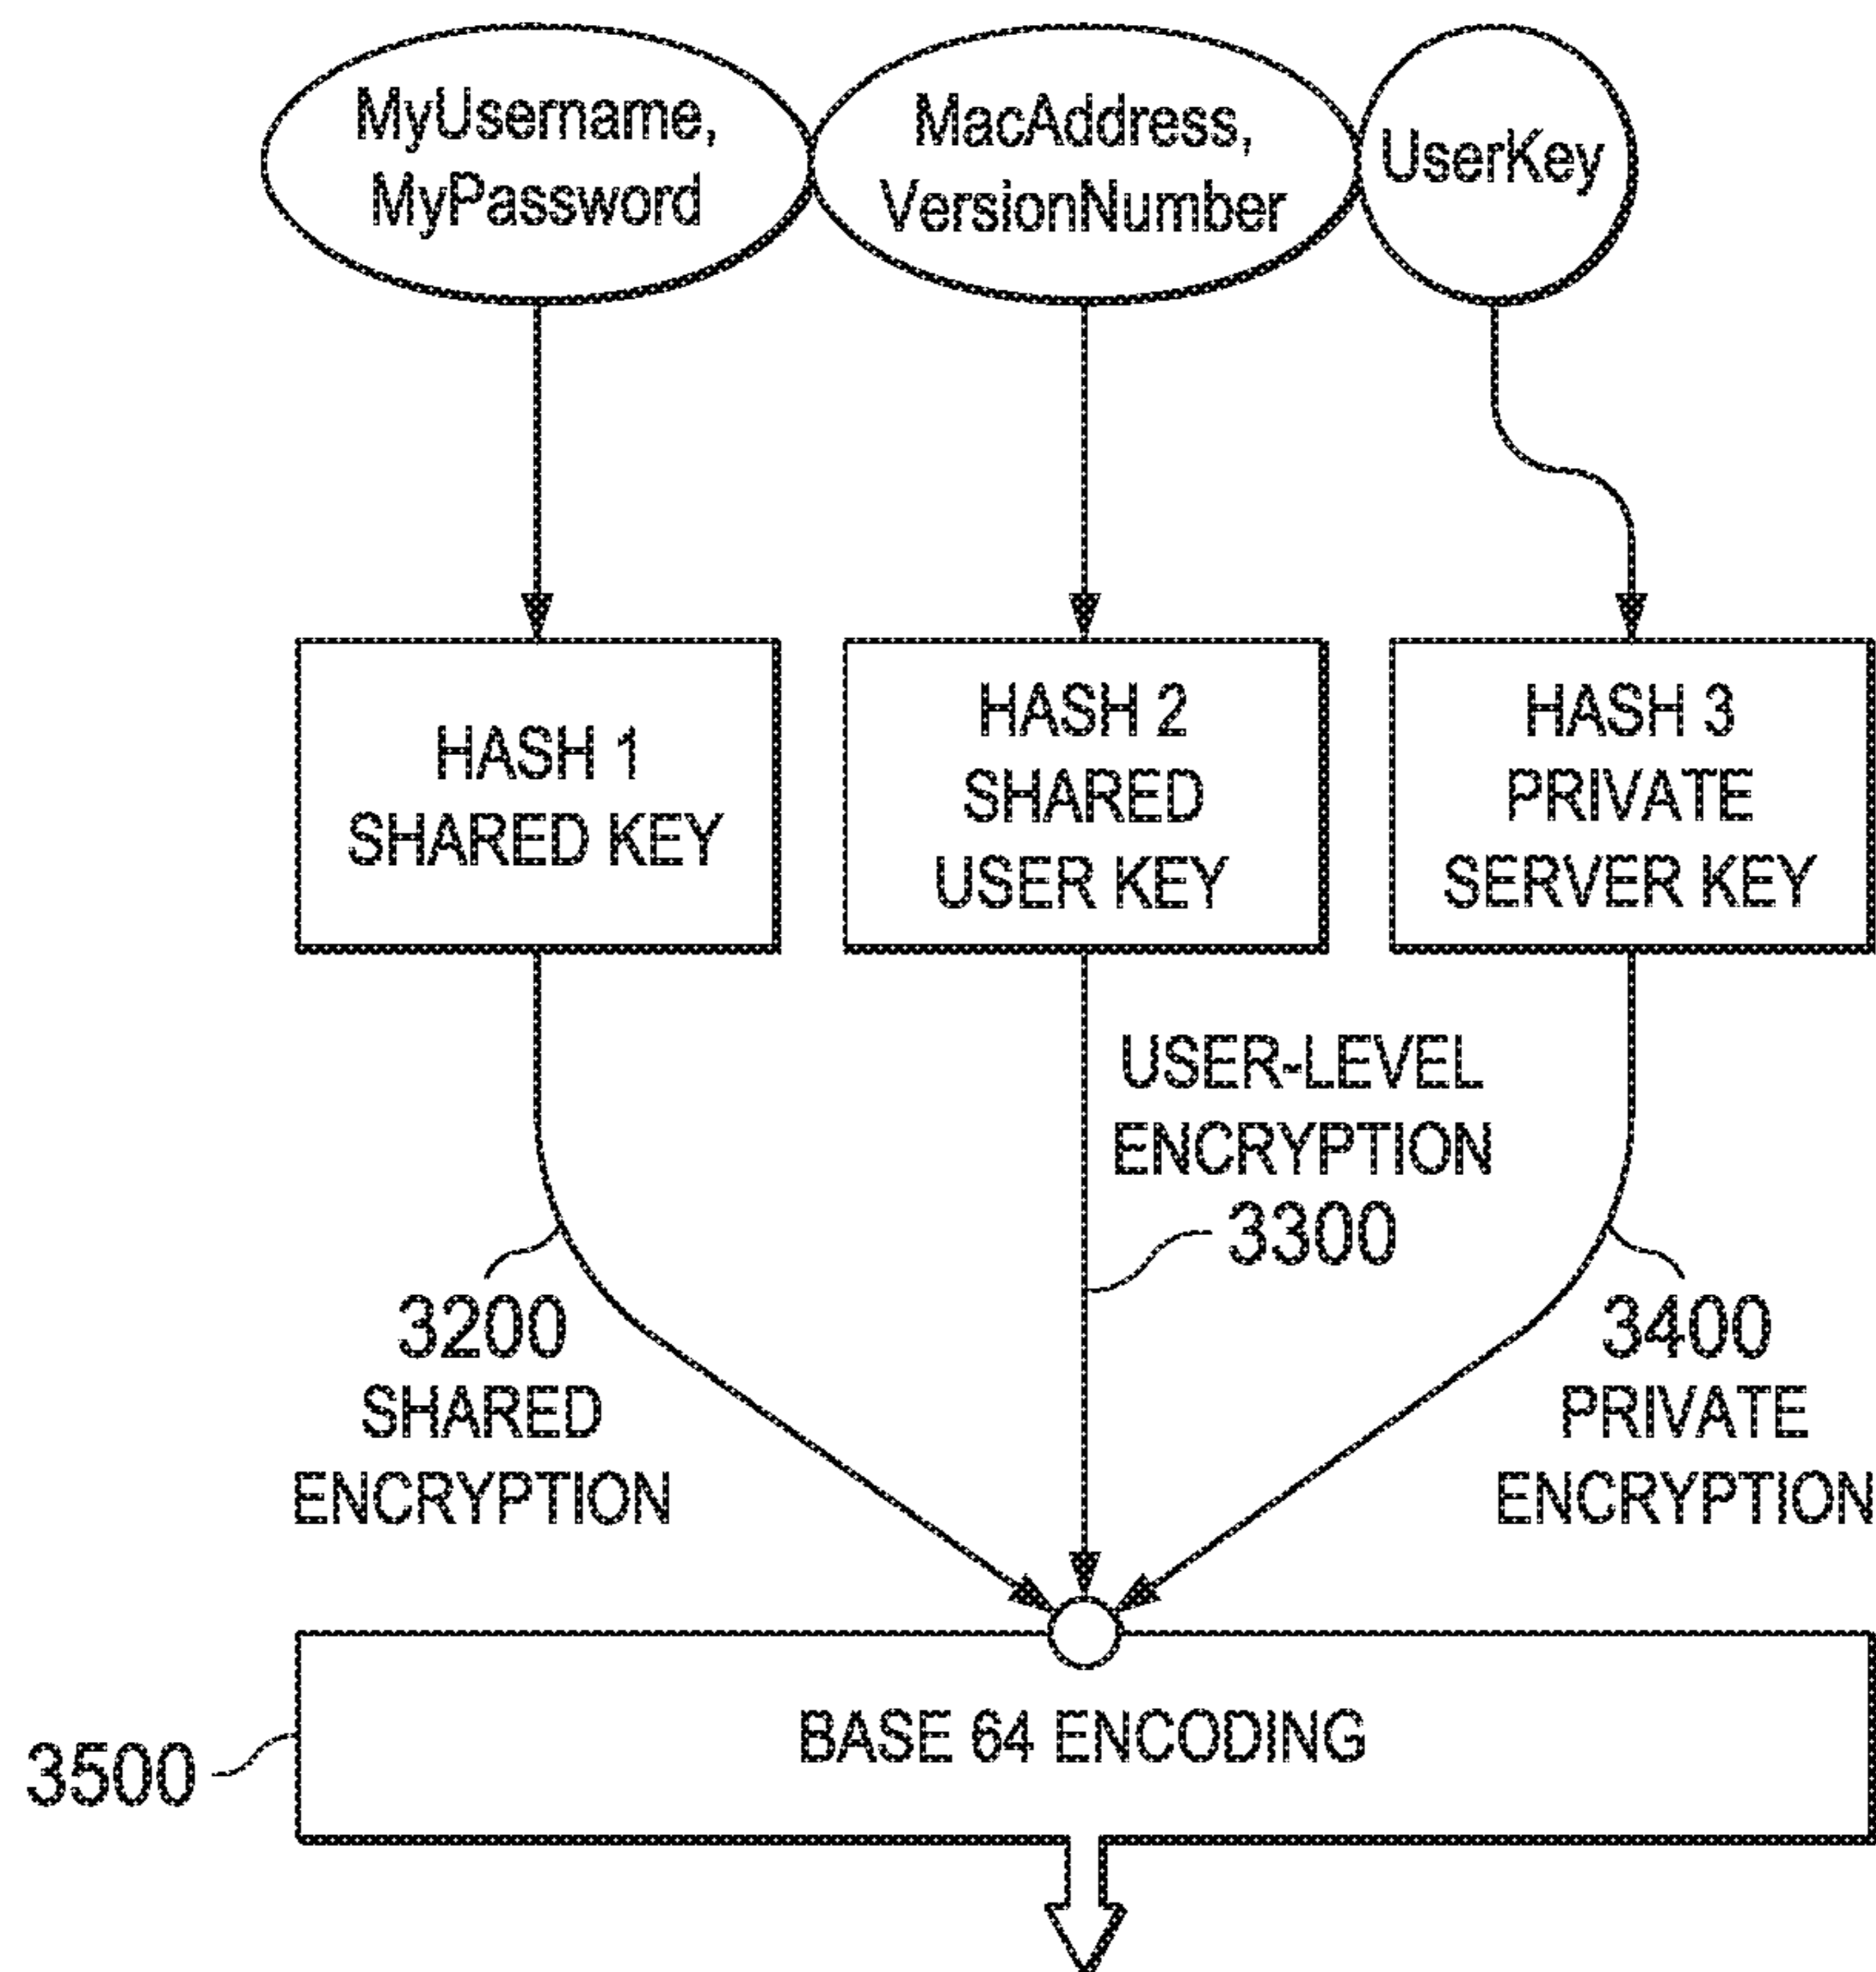 MyUsername,
MyPassword
MacAddress,
VersionNumber
UserKey
HASH 1
SHARED KEY
HASH 2
SHARED
USER KEY
HASH 3
PRIVATE
SERVER KEY
USER-LEVEL
ENCRYPTION
3300
3200
SHARED
ENCRYPTION
3400
PRIVATE
ENCRYPTION
3500
BASE 64 ENCODING